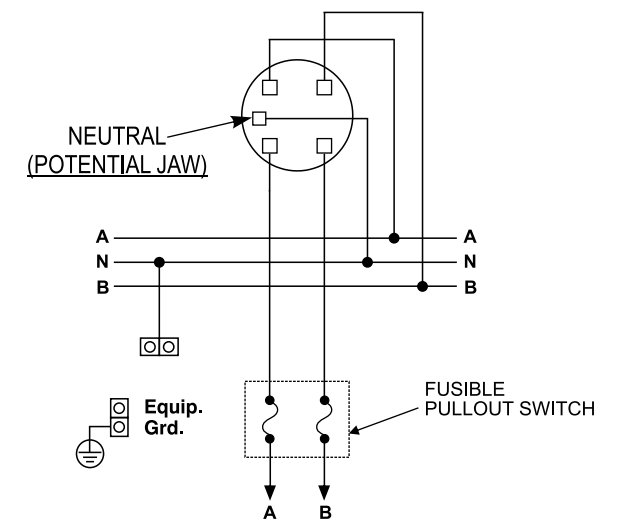 NEUTRAL
(POTENTIAL JAW)
A A
N N
B B
Equip.
Grd.
FUSIBLE
PULLOUT SWITCH
A B